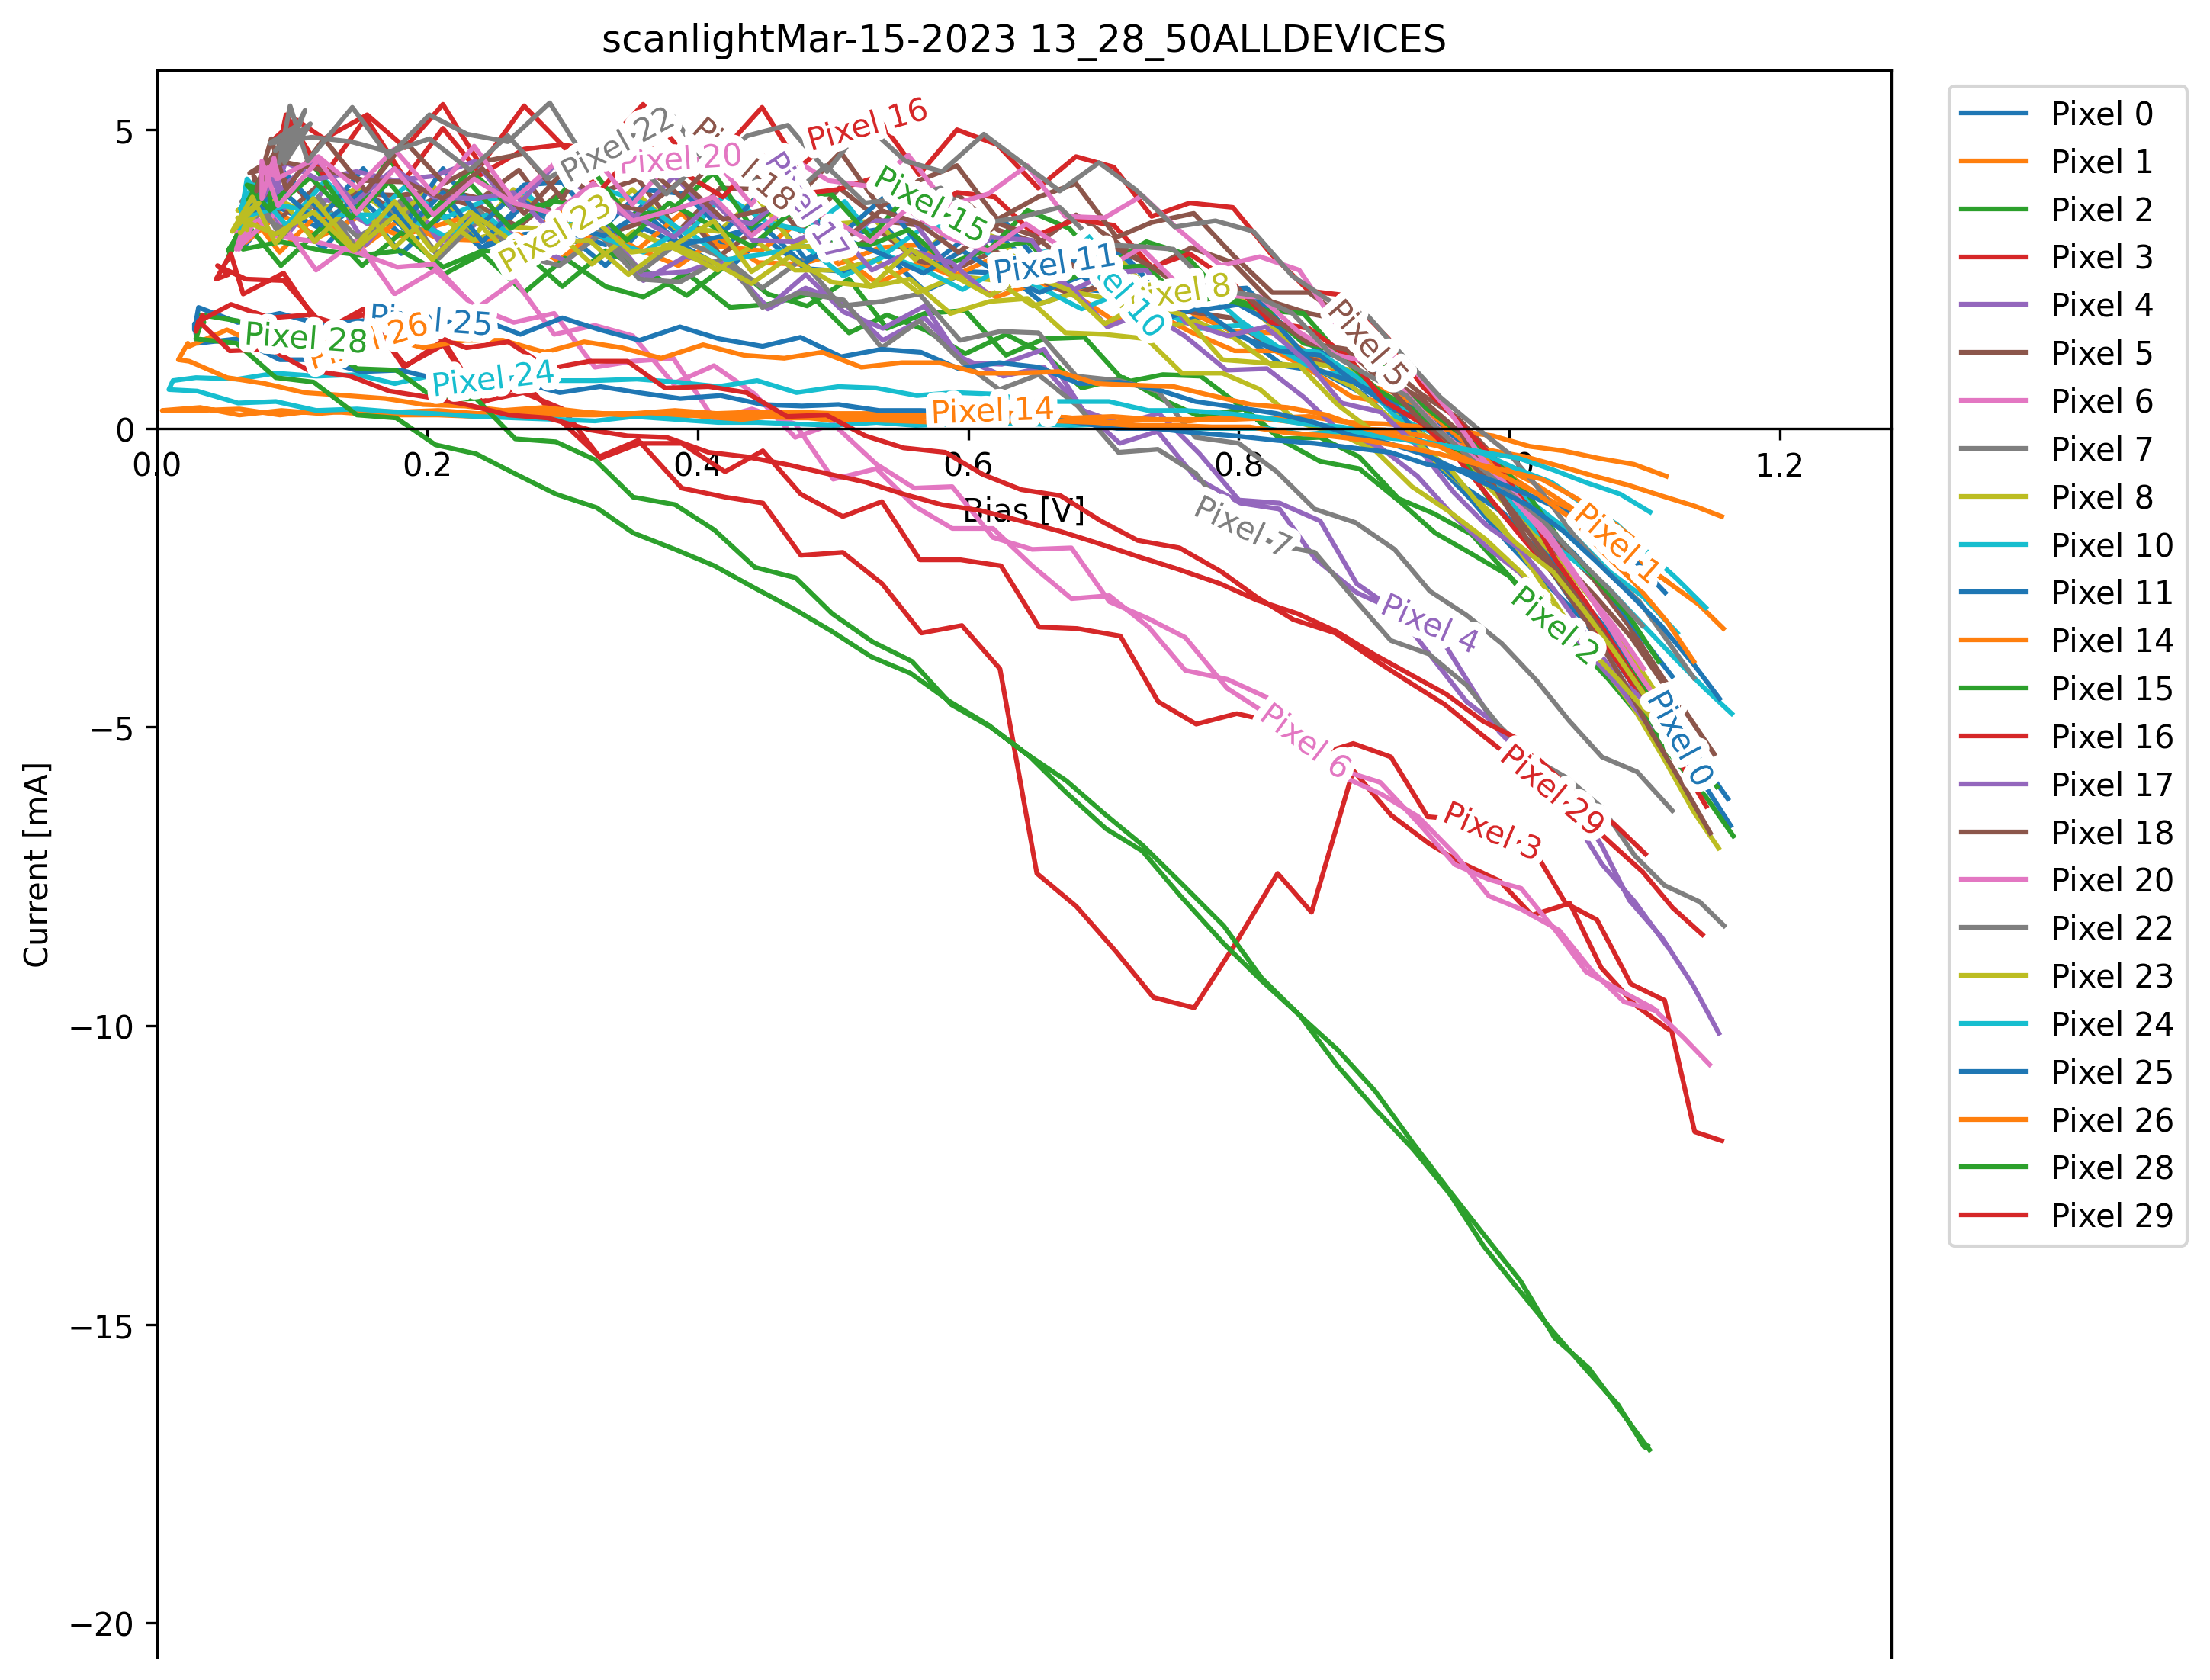 scanlightMar-15-2023 13_28_50ALLDEVICES
5
0
−5
−10
−15
−20
0.0
0.2
0.4
0.6
0.8
1.2
Bias [V]
Current [mA]
Pixel 16
Pixel 22
Pixel 20
Pixel 15
Pixel 23
Pixel 11
Pixel 8
Pixel 25
Pixel 28
Pixel 24
Pixel 14
Pixel 5
Pixel 7
Pixel 1
Pixel 4
Pixel 2
Pixel 6
Pixel 0
Pixel 29
Pixel 3
Pixel 0
Pixel 1
Pixel 2
Pixel 3
Pixel 4
Pixel 5
Pixel 6
Pixel 7
Pixel 8
Pixel 10
Pixel 11
Pixel 14
Pixel 15
Pixel 16
Pixel 17
Pixel 18
Pixel 20
Pixel 22
Pixel 23
Pixel 24
Pixel 25
Pixel 26
Pixel 28
Pixel 29